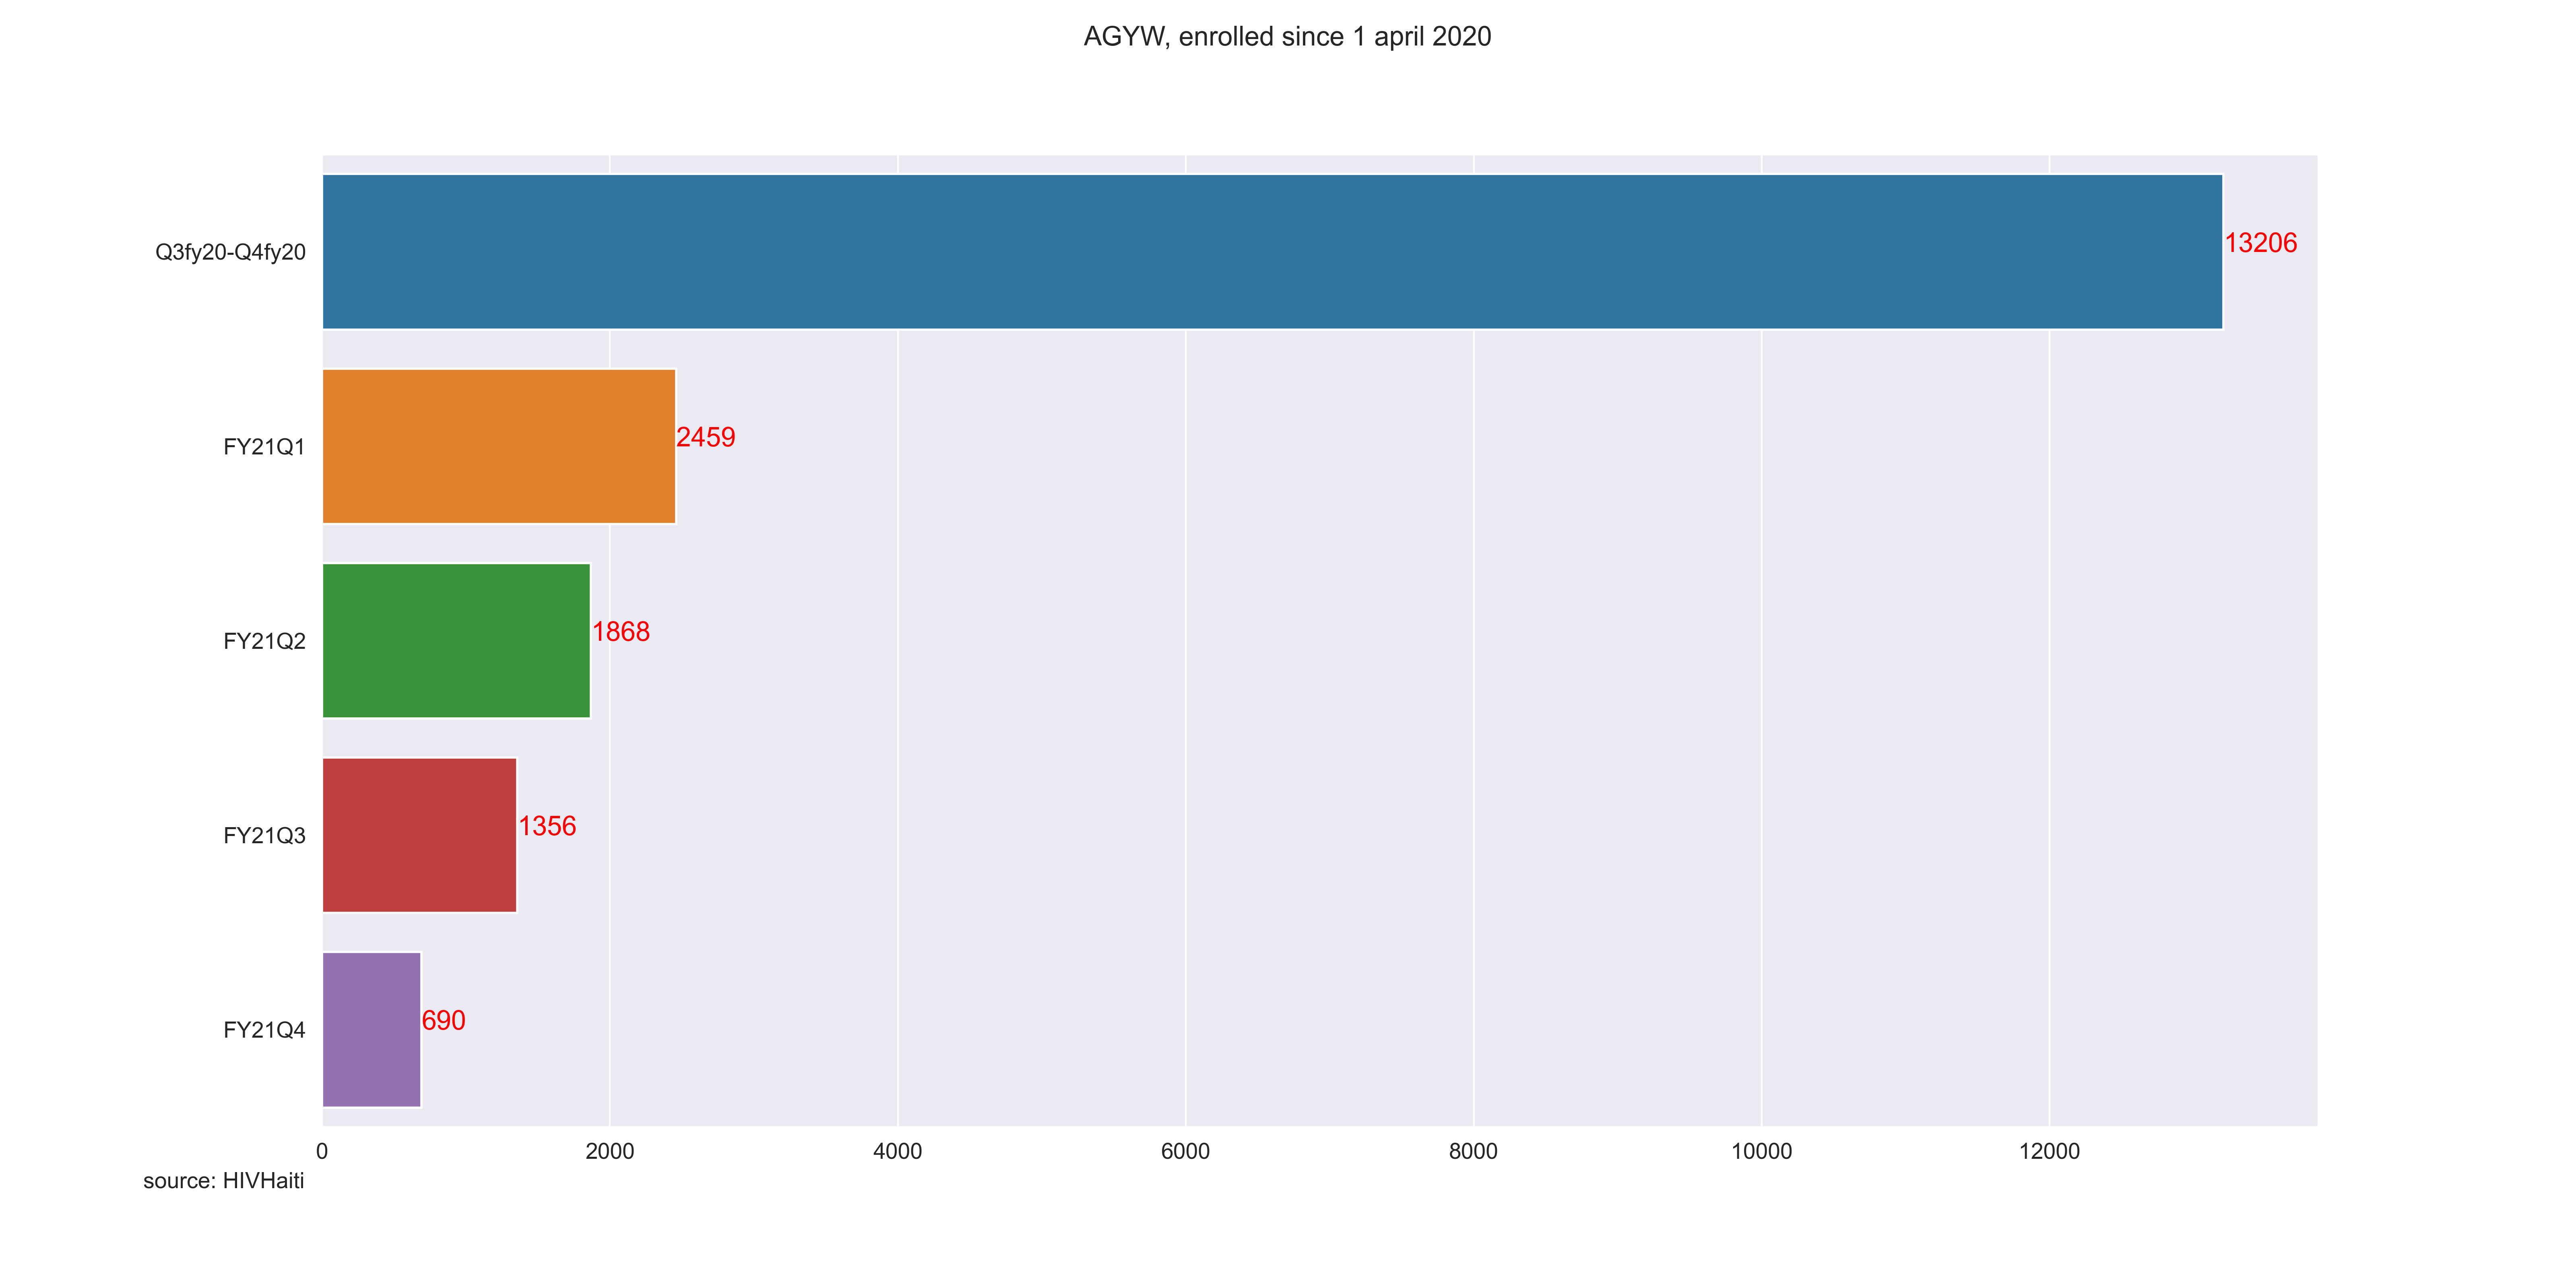 AGYW, enrolled since 1 april 2020
Q3fy20-Q4fy20
13206
FY21Q1
2459
FY21Q2
1868
FY21Q3
1356
FY21Q4
690
0 2000 4000 6000 8000 10000 12000
source: HIVHaiti